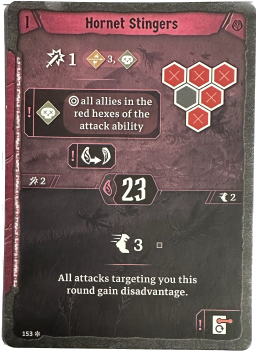 1 Hornet Stingers
1 3,
! all allies in the
red hexes of the
attack ability
!
2 23 2
3
All attacks targeting you this
round gain disadvantage.
!
153